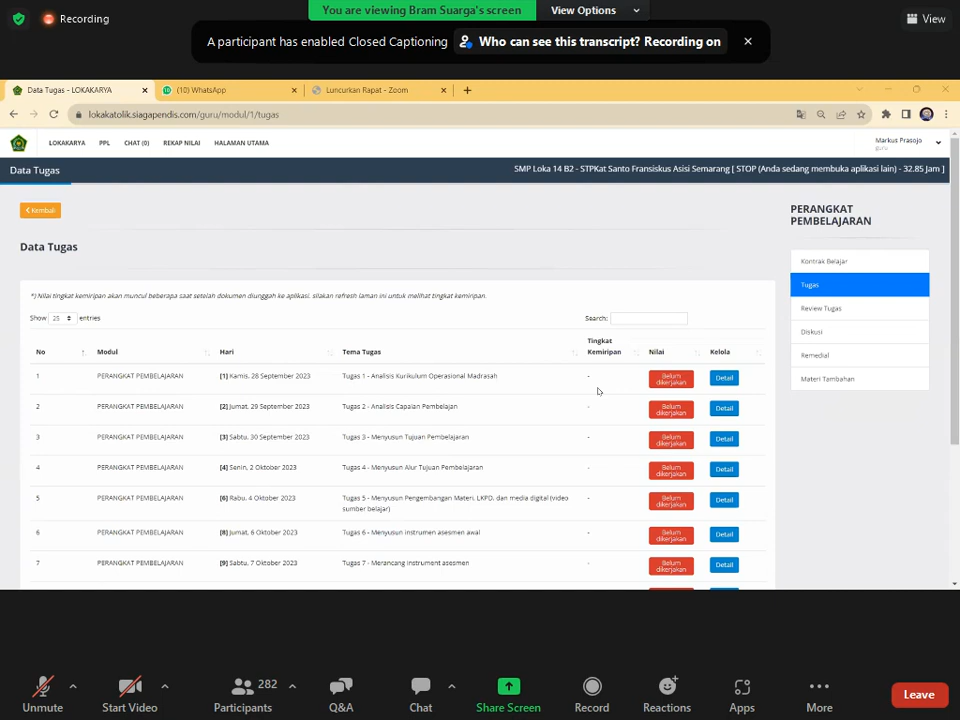 Recording
You are viewing Bram Suarga's screen
View Options
View
A participant has enabled Closed Captioning
Who can see this transcript? Recording on
Data Tugas - LOKAKARYA
(10) WhatsApp
Luncurkan Rapat - Zoom
lokakatolik.siagapendis.com/guru/modul/1/tugas
LOKAKARYA PPL CHAT (0) REKAP NILAI HALAMAN UTAMA
Markus Prasojo
guru
Data Tugas
SMP Loka 14 B2 - STPKat Santo Fransiskus Asisi Semarang [ STOP (Anda sedang membuka aplikasi lain) - 32.85 Jam ]
Kembali
Data Tugas
*) Nilai tingkat kemiripan akan muncul beberapa saat setelah dokumen diunggah ke aplikasi. silakan refresh laman ini untuk melihat tingkat kemiripan.
Show 25 entries
Search:
No Modul Hari Tema Tugas Tingkat Kemiripan Nilai Kelola
1 PERANGKAT PEMBELAJARAN [1] Kamis, 28 September 2023 Tugas 1 - Analisis Kurikulum Operasional Madrasah - Belum dikerjakan Detail
2 PERANGKAT PEMBELAJARAN [2] Jumat, 29 September 2023 Tugas 2 - Analisis Capaian Pembelajan - Belum dikerjakan Detail
3 PERANGKAT PEMBELAJARAN [3] Sabtu, 30 September 2023 Tugas 3 - Menyusun Tujuan Pembelajaran - Belum dikerjakan Detail
4 PERANGKAT PEMBELAJARAN [4] Senin, 2 Oktober 2023 Tugas 4 - Menyusun Alur Tujuan Pembelajaran - Belum dikerjakan Detail
5 PERANGKAT PEMBELAJARAN [6] Rabu, 4 Oktober 2023 Tugas 5 - Menyusun Pengembangan Materi, LKPD, dan media digital (video sumber belajar) - Belum dikerjakan Detail
6 PERANGKAT PEMBELAJARAN [8] Jumat, 6 Oktober 2023 Tugas 6 - Menyusun instrumen asesmen awal - Belum dikerjakan Detail
7 PERANGKAT PEMBELAJARAN [9] Sabtu, 7 Oktober 2023 Tugas 7 - Merancang instrument asesmen - Belum dikerjakan Detail
PERANGKAT
PEMBELAJARAN
Kontrak Belajar
Tugas
Review Tugas
Diskusi
Remedial
Materi Tambahan
Unmute
Start Video
282
Participants
Q&A
Chat
Share Screen
Record
Reactions
Apps
More
Leave